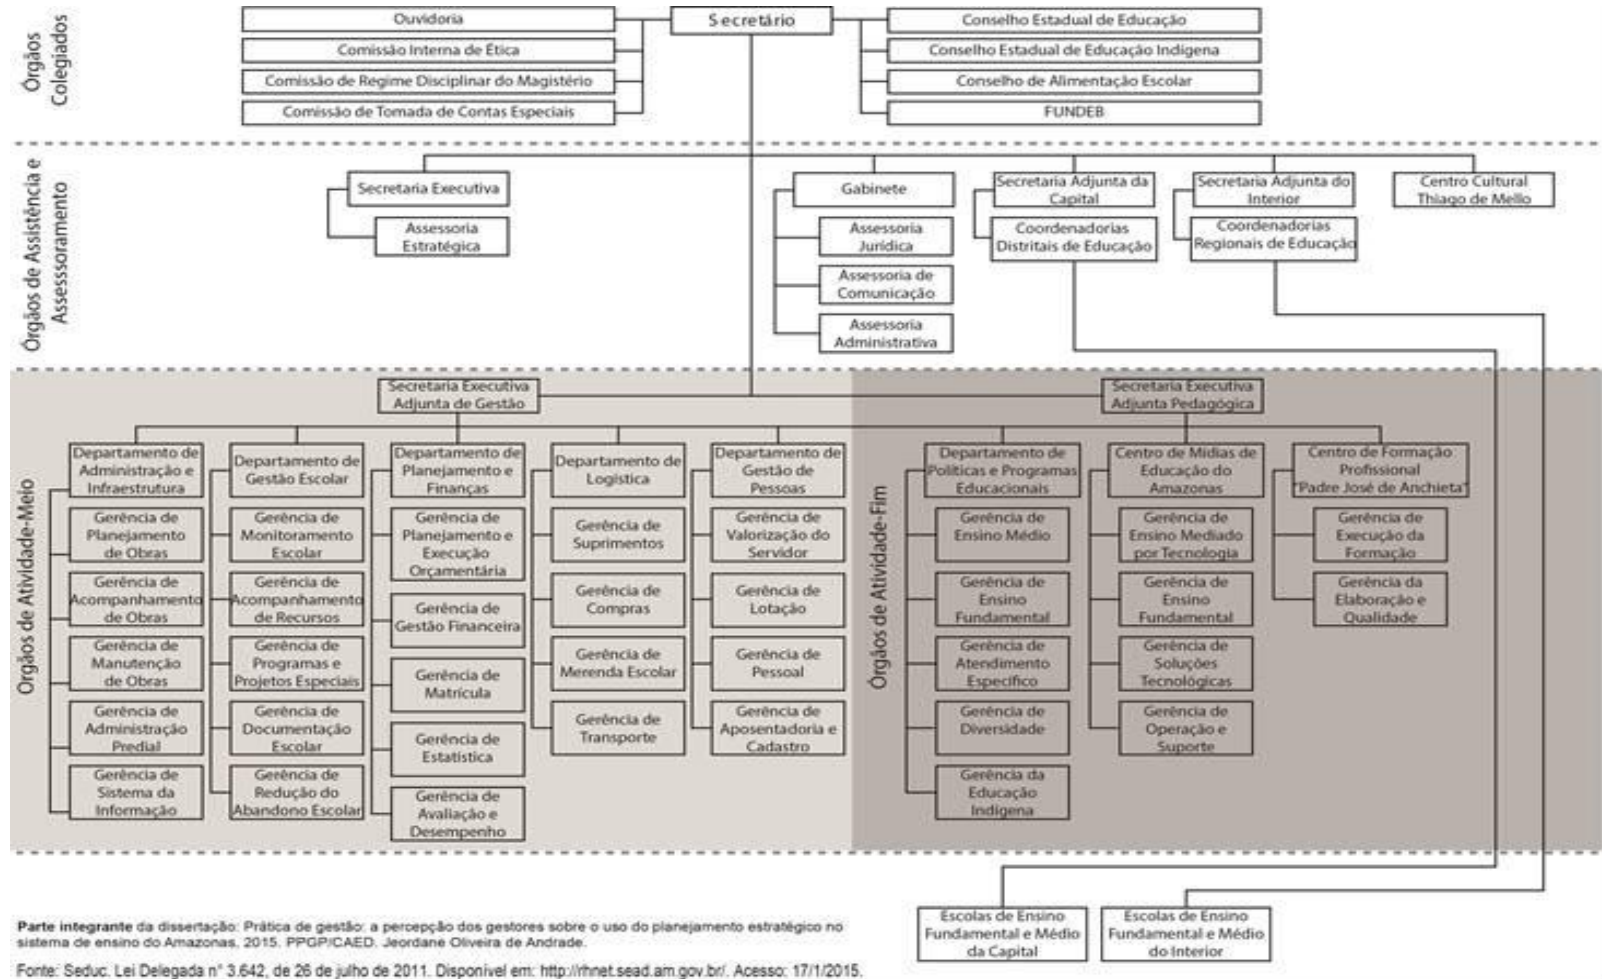 Órgãos
Colegiados
Ouvidoria
Comissão Interna de Ética
Comissão de Regime Disciplinar do Magistério
Comissão de Tomada de Contas Especiais
Secretário
Conselho Estadual de Educação
Conselho Estadual de Educação Indígena
Conselho de Alimentação Escolar
FUNDEB
Órgãos de Assistência e
Assesssoramento
Secretaria Executiva
Assessoria
Estratégica
Gabinete
Assessoria
Jurídica
Assessoria de
Comunicação
Assessoria
Administrativa
Secretaria Adjunta da
Capital
Coordenadorias
Distritais de Educação
Secretaria Adjunta do
Interior
Coordenadorias
Regionais de Educação
Centro Cultural
Thiago de Mello
Orgãos de Atividade-Meio
Secretaria Executiva
Adjunta de Gestão
Departamento de
Administração e
Infraestrutura
Gerência de
Planejamento
de Obras
Gerência de
Acompanhamento
de Obras
Gerência de
Manutenção
de Obras
Gerência de
Administração
Predial
Gerência de
Sistema da
Informação
Departamento de
Gestão Escolar
Gerência de
Monitoramento
Escolar
Gerência de
Acompanhamento
de Recursos
Gerência de
Programas e
Projetos Especiais
Gerência de
Documentação
Escolar
Gerência de
Redução do
Abandono Escolar
Departamento de
Planejamento e
Finanças
Gerência de
Planejamento e
Execução
Orçamentária
Gerência de
Gestão Financeira
Gerência de
Matrícula
Gerência de
Estatística
Gerência de
Avaliação e
Desempenho
Departamento de
Logística
Gerência de
Suprimentos
Gerência de
Compras
Gerência de
Merenda Escolar
Gerência de
Transporte
Departamento de
Gestão de
Pessoas
Gerência de
Valorização do
Servidor
Gerência de
Lotação
Gerência de
Pessoal
Gerência de
Aposentadoria e
Cadastro
Órgãos de Atividade-Fim
Secretaria Executiva
Adjunta Pedagógica
Departamento de
Políticas e Programas
Educacionais
Gerência de
Ensino Médio
Gerência de
Ensino
Fundamental
Gerência de
Atendimento
Específico
Gerência de
Diversidade
Gerência da
Educação
Indígena
Centro de Mídias de
Educação do
Amazonas
Gerência de
Ensino Mediado
por Tecnologia
Gerência de
Ensino
Fundamental
Gerência de
Soluções
Tecnológicas
Gerência de
Operação e
Suporte
Centro de Formação
Profissional
"Padre José de Anchieta"
Gerência de
Execução da
Formação
Gerência da
Elaboração e
Qualidade
Escolas de Ensino
Fundamental e Médio
da Capital
Escolas de Ensino
Fundamental e Médio
do Interior
Parte integrante da dissertação: Prática de gestão: a percepção dos gestores sobre o uso do planejamento estratégico no
sistema de ensino do Amazonas, 2015. PPGP/CAED. Jeordane Oliveira de Andrade.
Fonte: Seduc. Lei Delegada n° 3.642, de 26 de julho de 2011. Disponível em: http://rhnet.sead.am.gov.br/. Acesso: 17/1/2015.